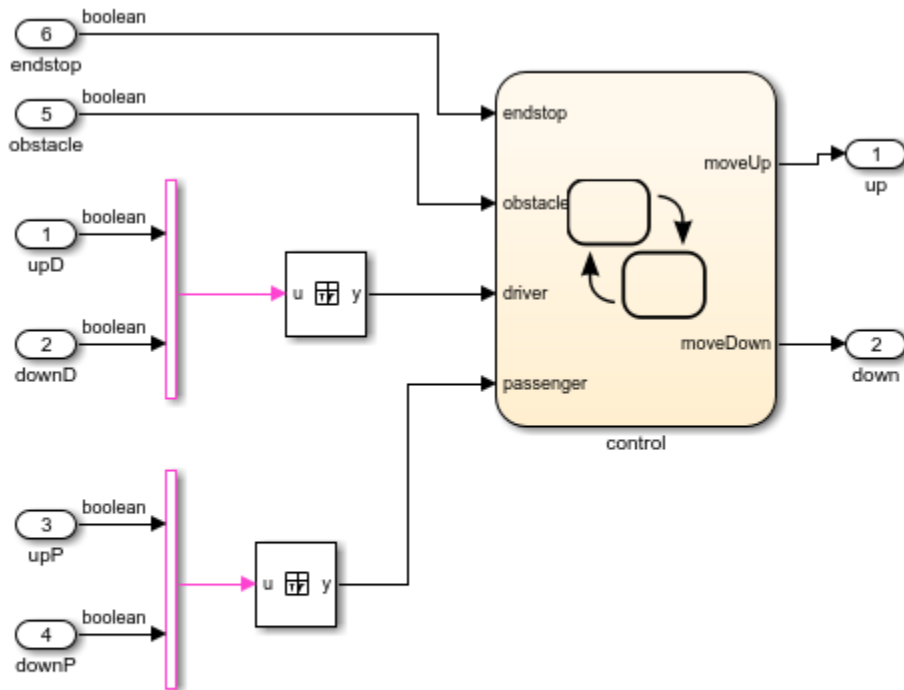 boolean
6
endstop
boolean
5
obstacle
boolean
1
upD
boolean
2
downD
u y
boolean
3
upP
boolean
4
downP
u y
endstop
obstacle
driver
passenger
moveUp
moveDown
control
1
up
2
down